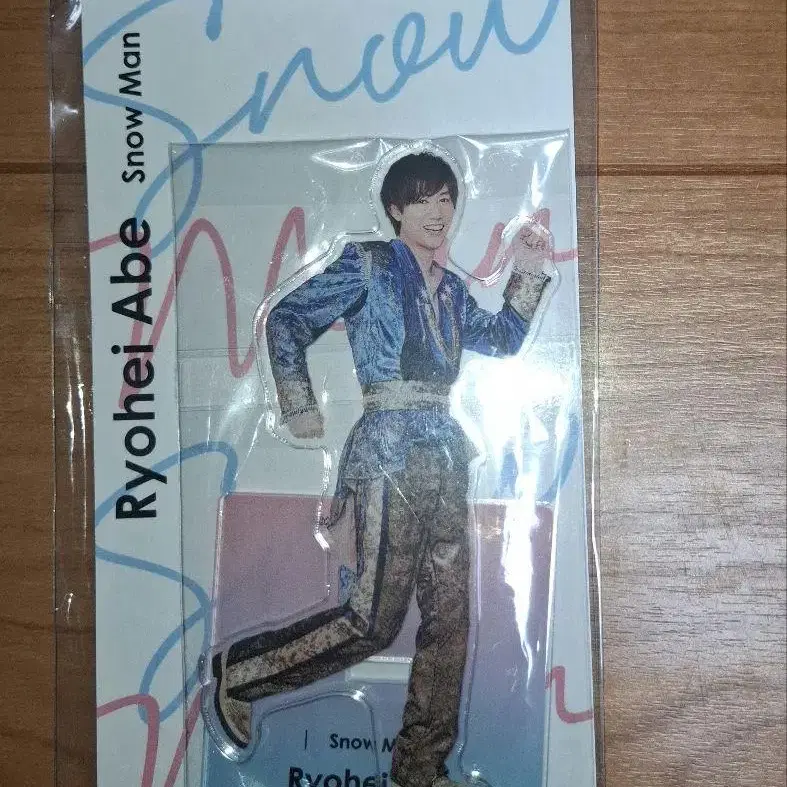 Snow
Man
Ryohei Abe Snow Man
S
| Snow M
Ryohei